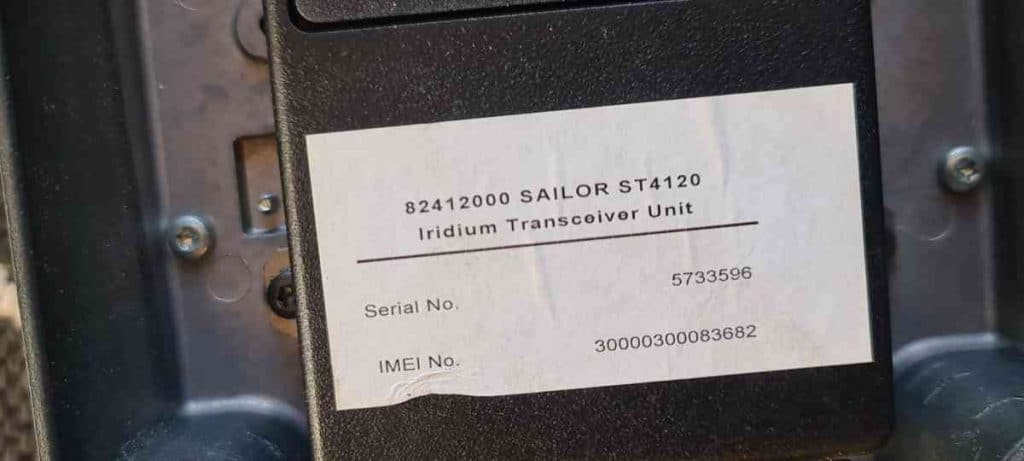 82412000 SAILOR ST4120
Iridium Transceiver Unit
Serial No. 5733596
IMEI No. 30000300083682